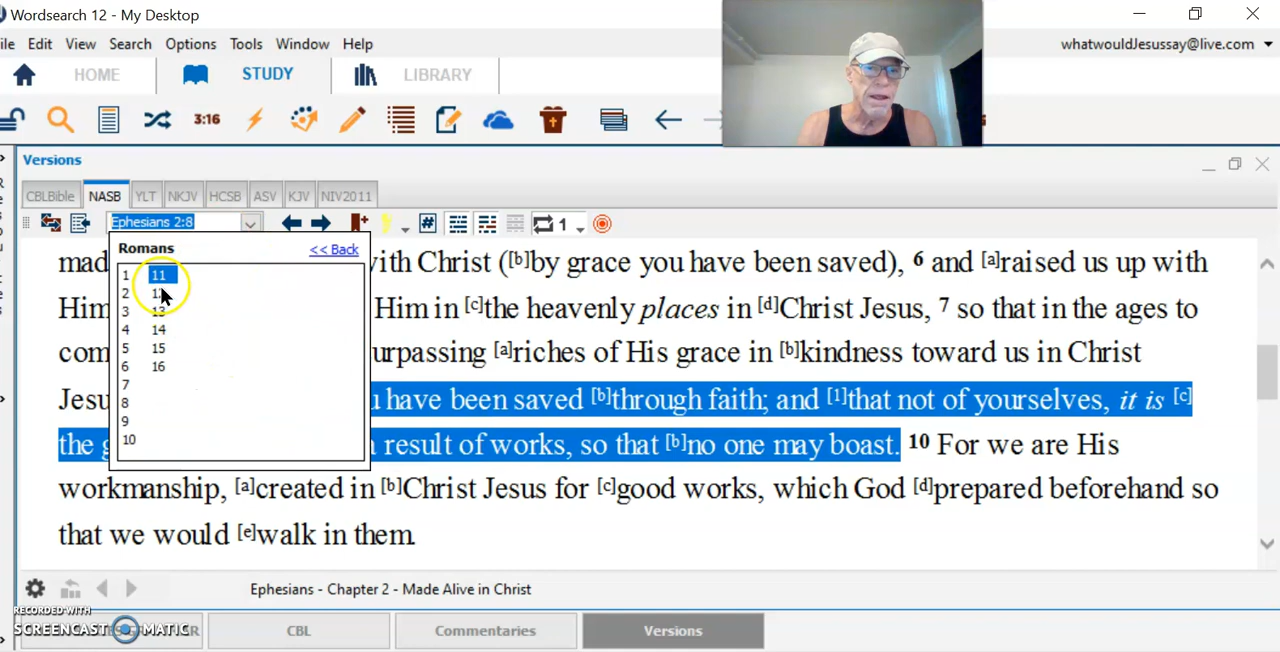 Wordsearch 12 - My Desktop
ile Edit View Search Options Tools Window Help
whatwouldJesussay@live.com
HOME STUDY LIBRARY
3:16
Versions
CBLBible NASB YLT NKJV HCSB ASV KJV NIV2011
Ephesians 2:8
# 1
Romans << Back
1 11
2
3 13
4 14
5 15
6 16
7
8
9
10
mad with Christ ([b]by grace you have been saved), 6 and [a]raised us up with
Him Him in [c]the heavenly places in [d]Christ Jesus, 7 so that in the ages to
com urpassing [a]riches of His grace in [b]kindness toward us in Christ
Jesu u have been saved [b]through faith; and [1]that not of yourselves, it is [c]
the g result of works, so that [b]no one may boast. 10 For we are His
workmanship, [a]created in [b]Christ Jesus for [c]good works, which God [d]prepared beforehand so
that we would [e]walk in them.
Ephesians - Chapter 2 - Made Alive in Christ
RECORDED WITH
SCREENCAST MATIC
CBL Commentaries Versions